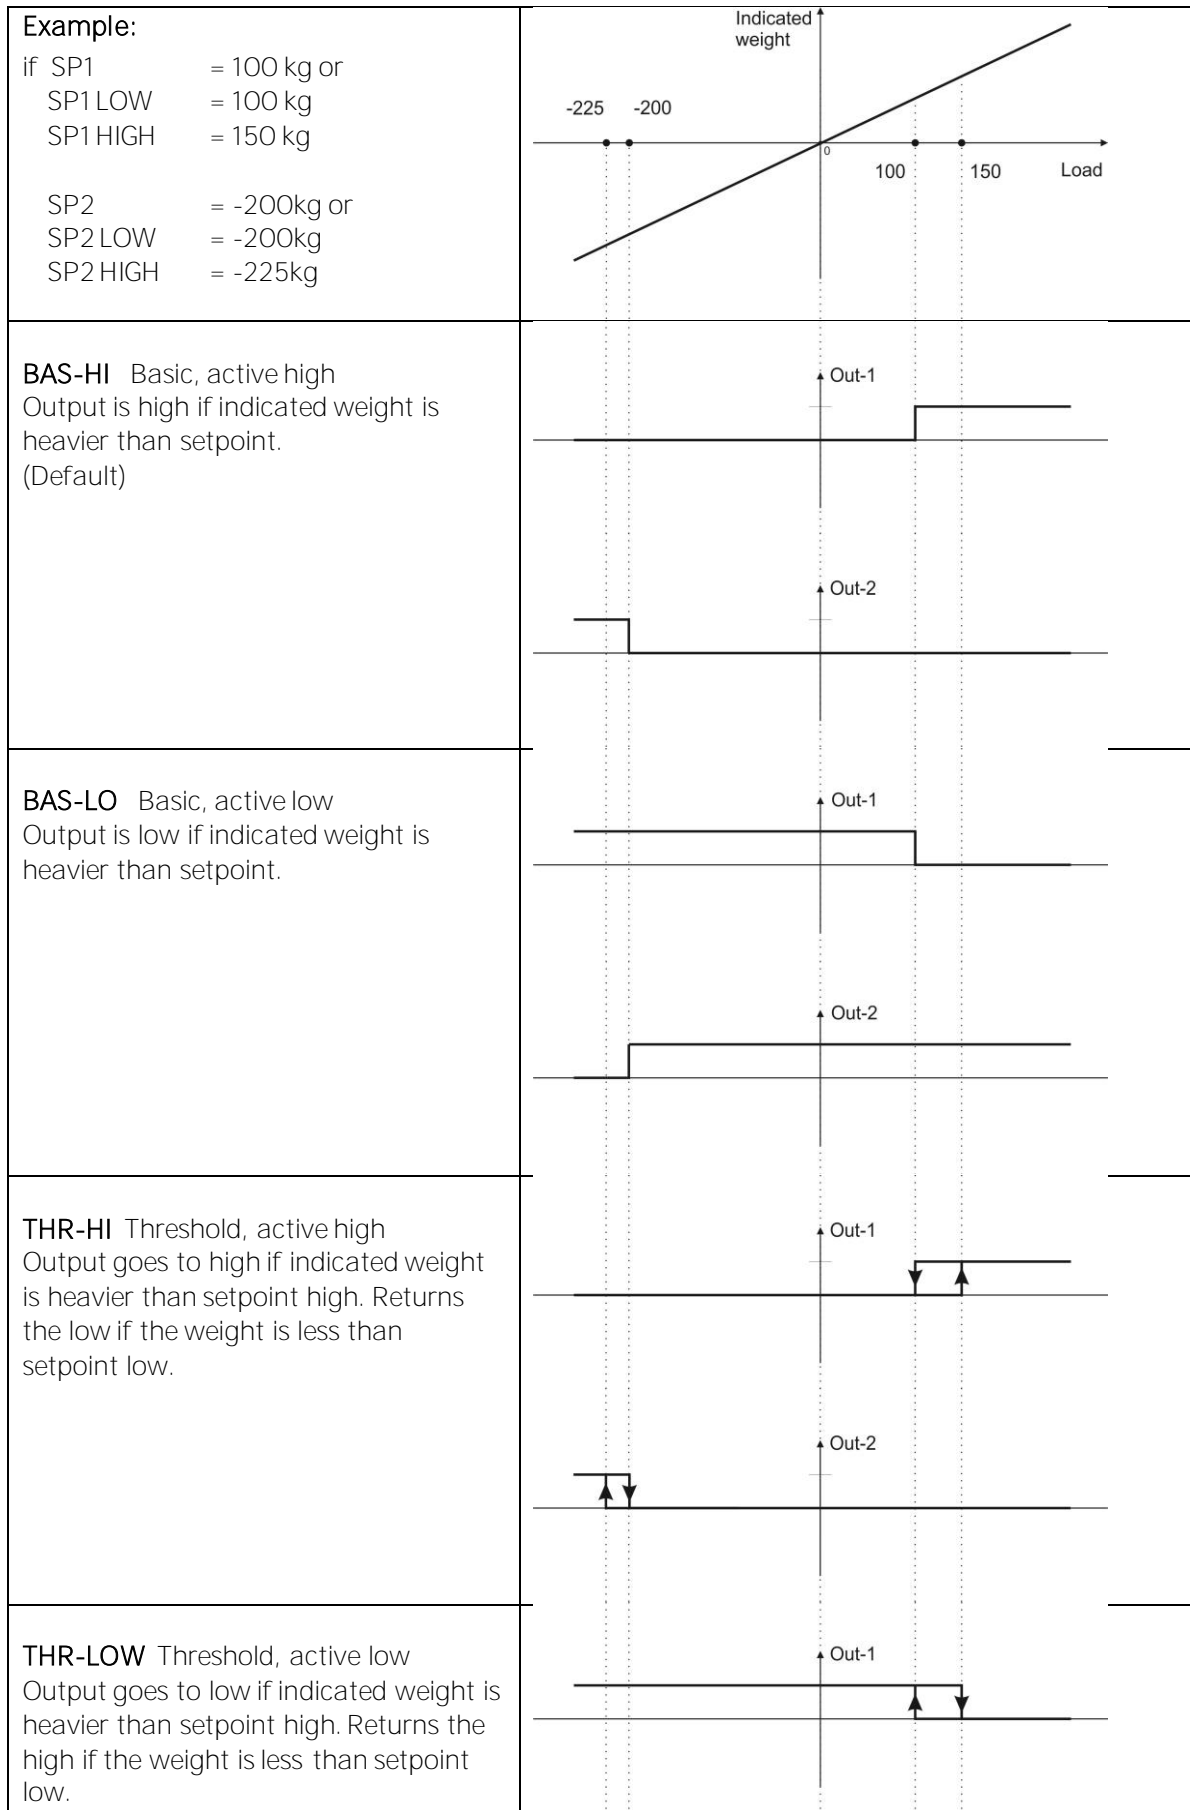 Example:
if SP1 = 100 kg or
SP1 LOW = 100 kg
SP1 HIGH = 150 kg
SP2 = -200kg or
SP2 LOW = -200kg
SP2 HIGH = -225kg
Indicated
weight
-225 -200
0
100 150 Load
BAS-HI Basic, active high
Output is high if indicated weight is
heavier than setpoint.
(Default)
Out-1
Out-2
BAS-LO Basic, active low
Output is low if indicated weight is
heavier than setpoint.
Out-1
Out-2
THR-HI Threshold, active high
Output goes to high if indicated weight
is heavier than setpoint high. Returns
the low if the weight is less than
setpoint low.
Out-1
Out-2
THR-LOW Threshold, active low
Output goes to low if indicated weight is
heavier than setpoint high. Returns the
high if the weight is less than setpoint
low.
Out-1